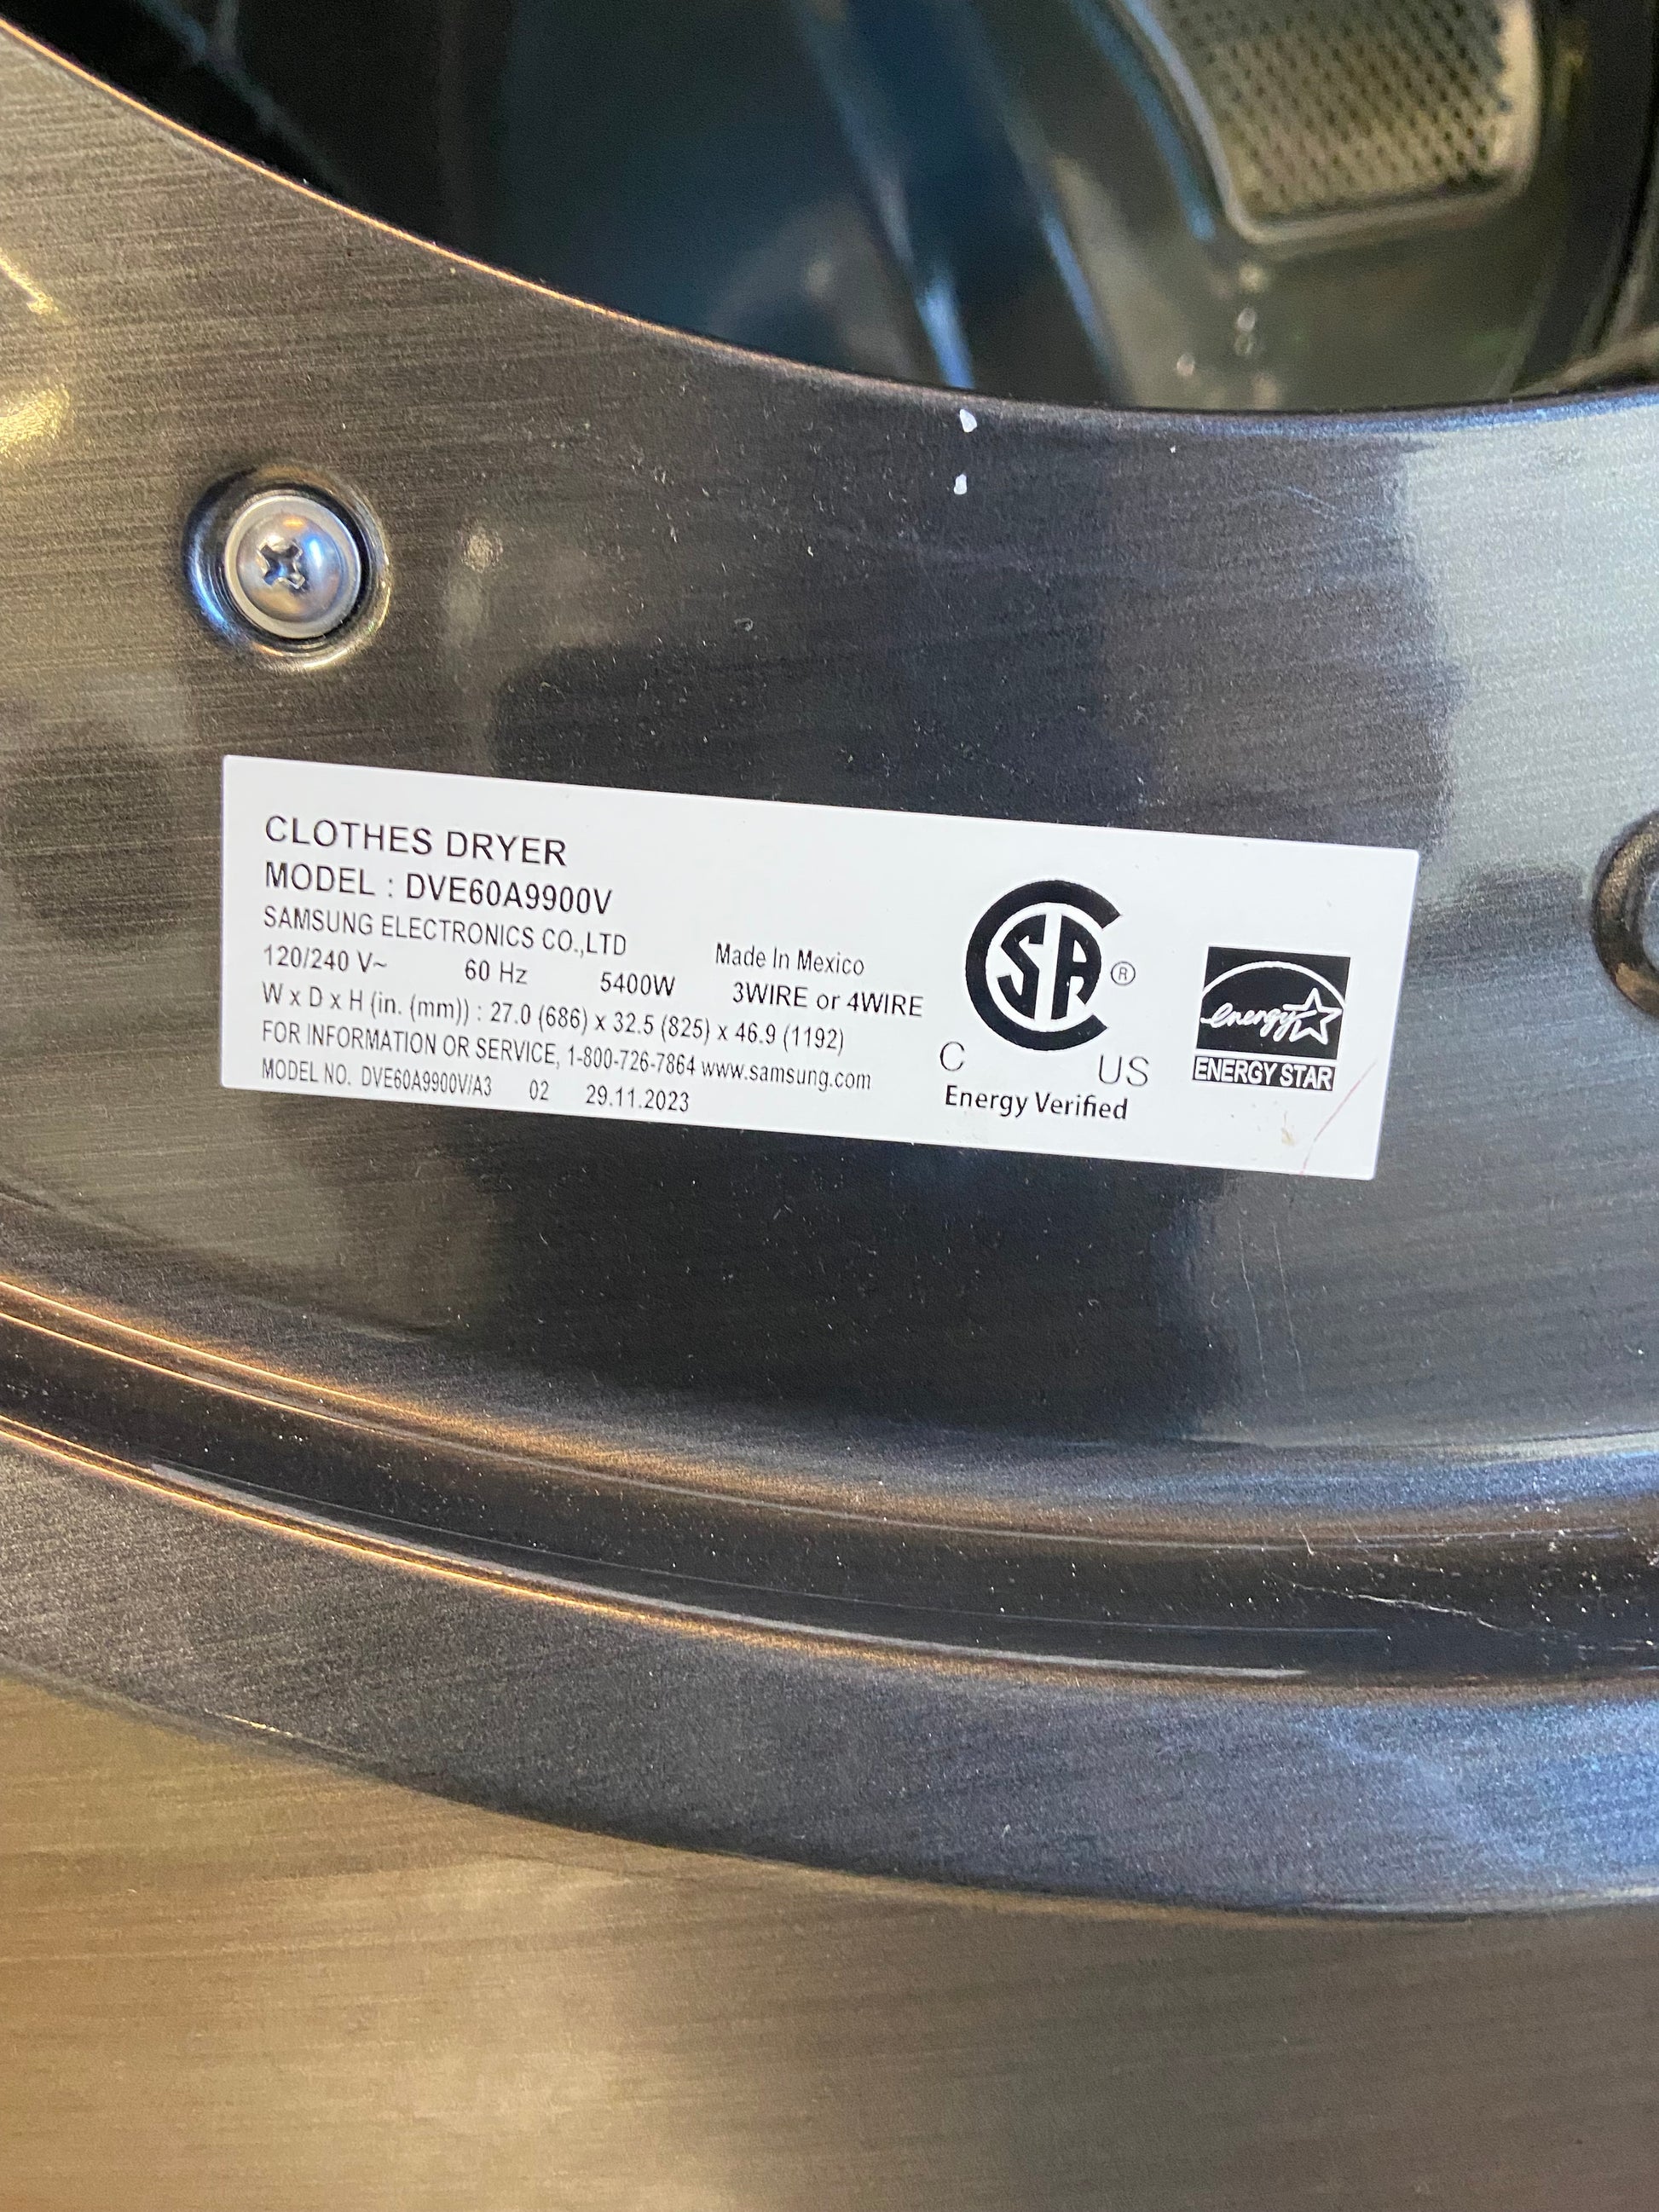 CLOTHES DRYER
MODEL : DVE60A9900V
SAMSUNG ELECTRONICS CO.,LTD Made In Mexico
120/240 V~ 60 Hz 5400W 3WIRE or 4WIRE
W x D x H (in. (mm)) : 27.0 (686) x 32.5 (825) x 46.9 (1192)
FOR INFORMATION OR SERVICE, 1-800-726-7864 www.samsung.com
MODEL NO. DVE60A9900V/A3 02 29.11.2023
CSA ®
C US
Energy Verified
energy
ENERGY STAR